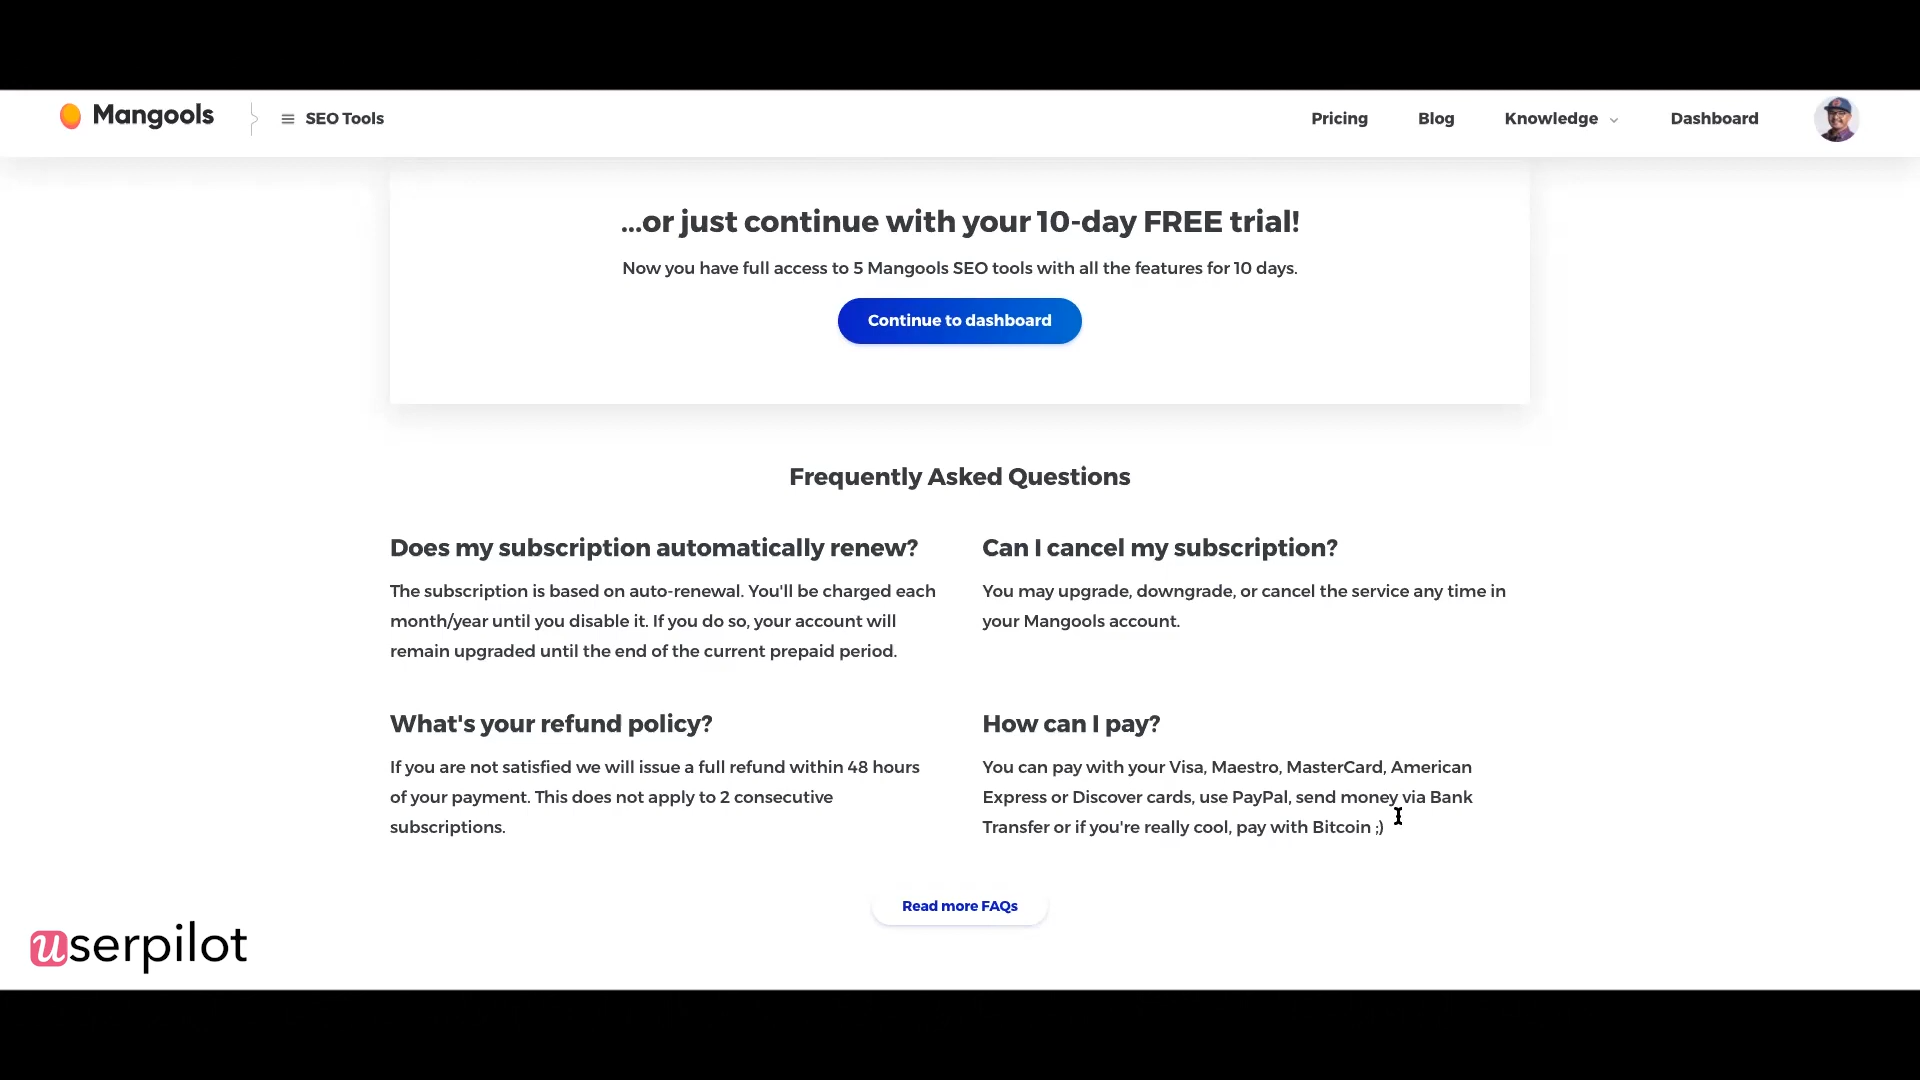 Mangools
SEO Tools
Pricing
Blog
Knowledge
Dashboard
...or just continue with your 10-day FREE trial!
Now you have full access to 5 Mangools SEO tools with all the features for 10 days.
Continue to dashboard
Frequently Asked Questions
Does my subscription automatically renew?
The subscription is based on auto-renewal. You'll be charged each
month/year until you disable it. If you do so, your account will
remain upgraded until the end of the current prepaid period.
Can I cancel my subscription?
You may upgrade, downgrade, or cancel the service any time in
your Mangools account.
What's your refund policy?
If you are not satisfied we will issue a full refund within 48 hours
of your payment. This does not apply to 2 consecutive
subscriptions.
How can I pay?
You can pay with your Visa, Maestro, MasterCard, American
Express or Discover cards, use PayPal, send money via Bank
Transfer or if you're really cool, pay with Bitcoin ;)
Read more FAQs
userpilot